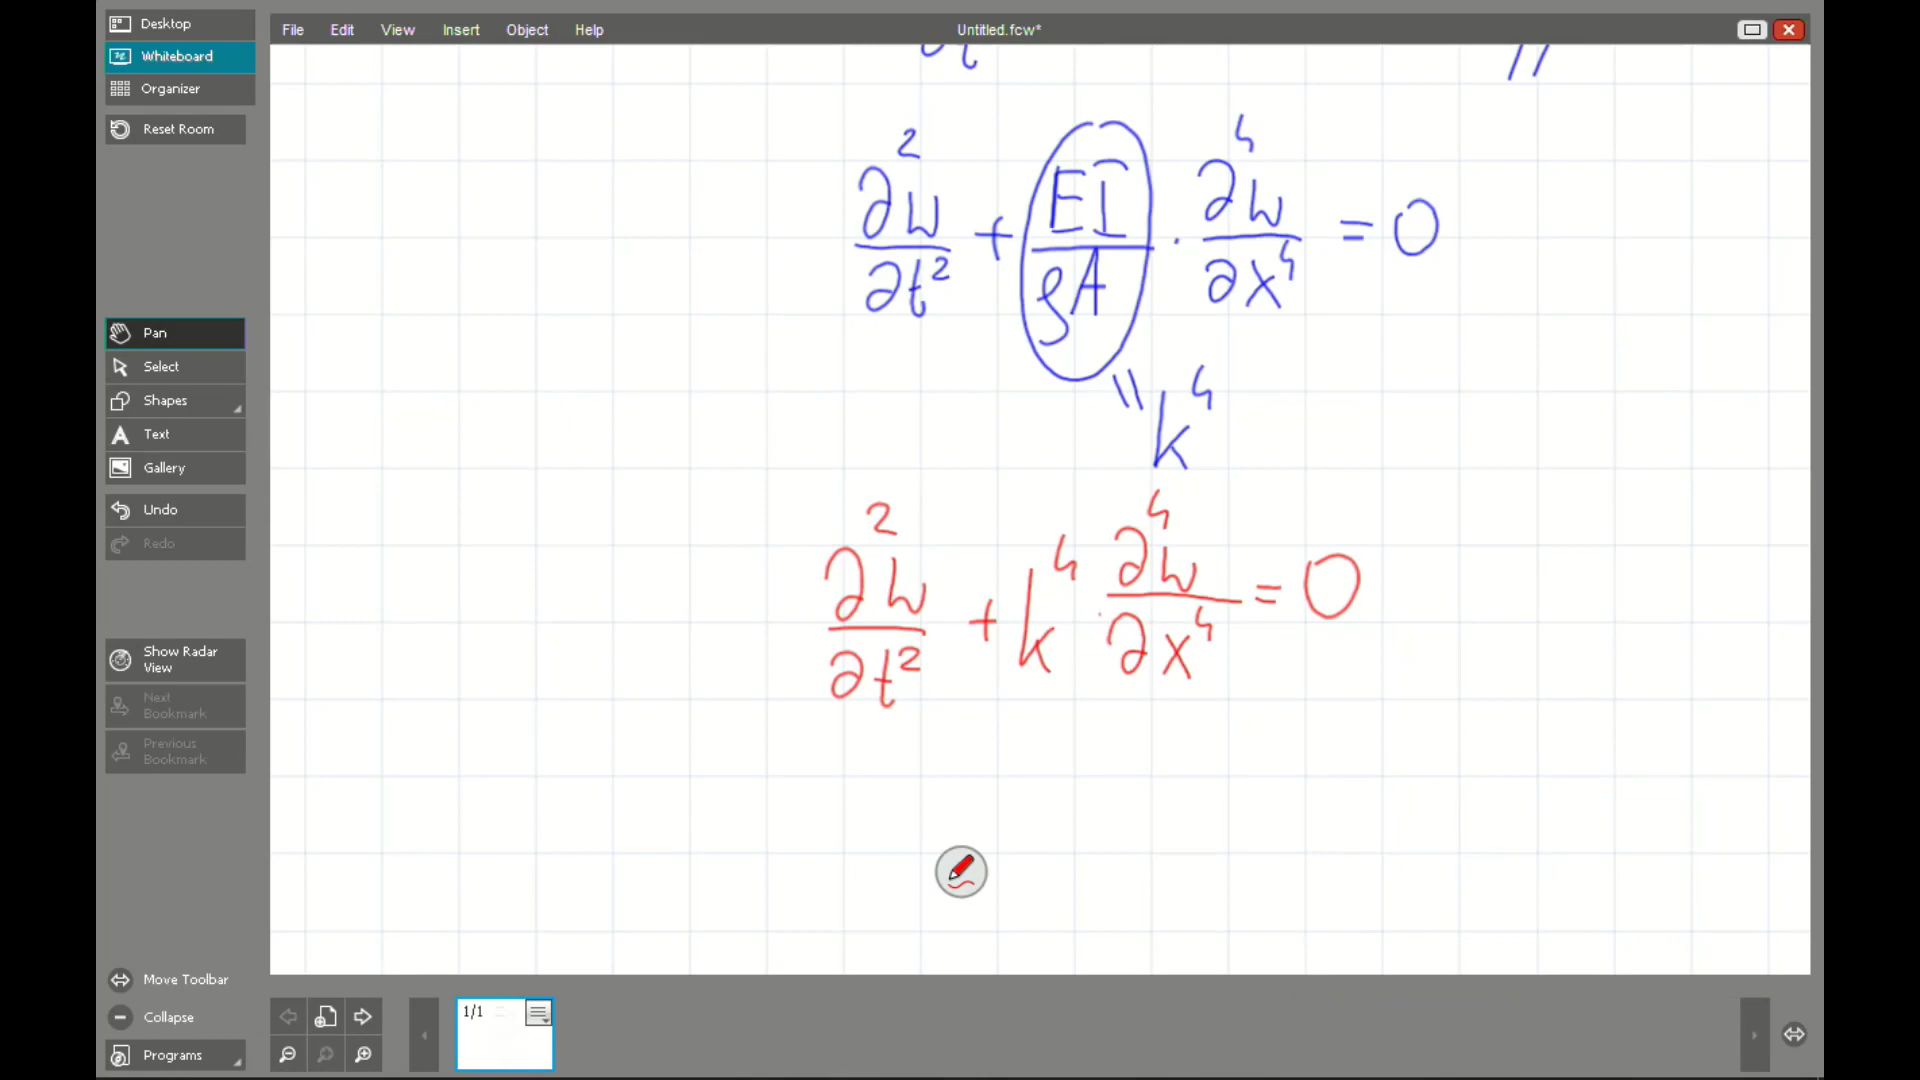 Desktop
Whiteboard
Organizer
Reset Room
File Edit View Insert Object Help
Untitled.fcw*
∂²w/∂t² + EI/ρA · ∂⁴w/∂x⁴ = 0
= k⁴
∂²w/∂t² + k⁴ ∂⁴w/∂x⁴ = 0
Pan
Select
Shapes
Text
Gallery
Undo
Redo
Show Radar
View
Next
Bookmark
Previous
Bookmark
Move Toolbar
Collapse
Programs
1/1